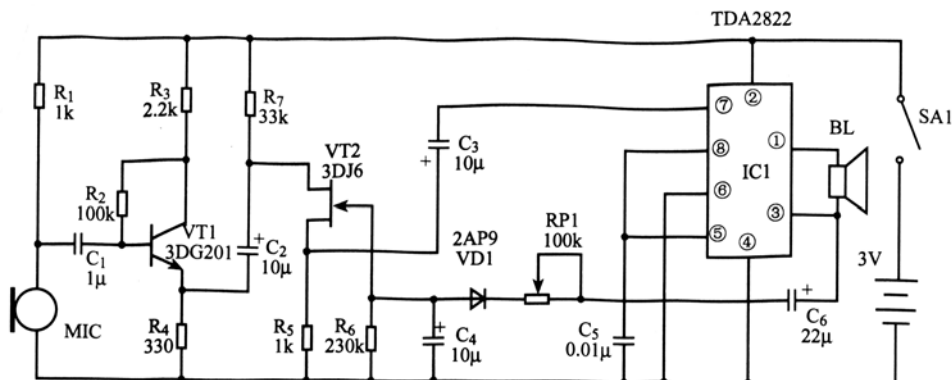 TDA2822
R₁
1k
R₃
2.2k
R₇
33k
VT2
3DJ6
C₃
+
10μ
⑦
②
⑧
①
⑥
IC1
③
⑤
④
BL
SA1
R₂
100k
VT1
3DG201
C₁
1μ
+
C₂
10μ
2AP9
VD1
RP1
100k
3V
MIC
R₄
330
R₅
1k
R₆
230k
+
C₄
10μ
C₅
0.01μ
+
C₆
22μ